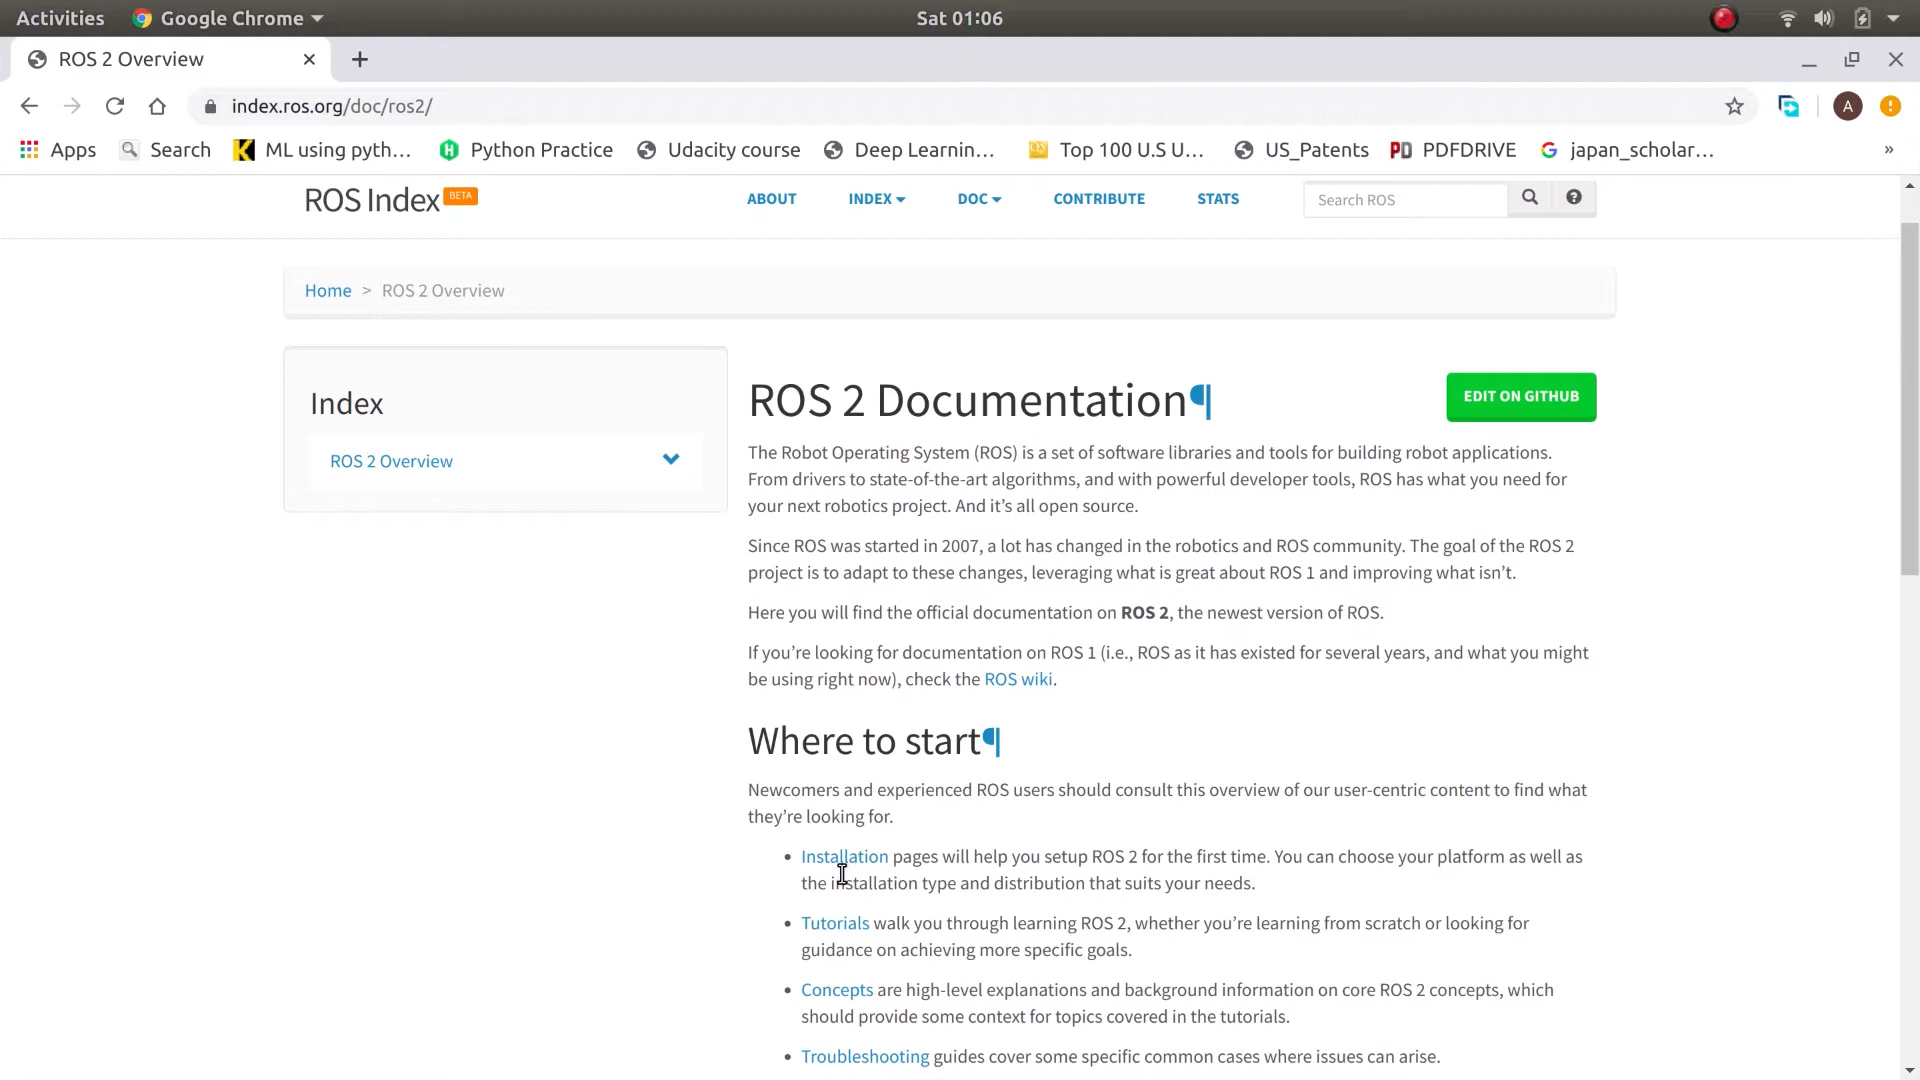 Activities Google Chrome Sat 01:06
ROS 2 Overview
index.ros.org/doc/ros2/ A
Apps Search ML using pyth... Python Practice Udacity course Deep Learnin... Top 100 U.S U... US_Patents PDFDRIVE japan_scholar... »
ROS Index BETA ABOUT INDEX DOC CONTRIBUTE STATS Search ROS
Home > ROS 2 Overview
Index
ROS 2 Overview
ROS 2 Documentation¶ EDIT ON GITHUB
The Robot Operating System (ROS) is a set of software libraries and tools for building robot applications.
From drivers to state-of-the-art algorithms, and with powerful developer tools, ROS has what you need for
your next robotics project. And it’s all open source.
Since ROS was started in 2007, a lot has changed in the robotics and ROS community. The goal of the ROS 2
project is to adapt to these changes, leveraging what is great about ROS 1 and improving what isn’t.
Here you will find the official documentation on ROS 2, the newest version of ROS.
If you’re looking for documentation on ROS 1 (i.e., ROS as it has existed for several years, and what you might
be using right now), check the ROS wiki.
Where to start¶
Newcomers and experienced ROS users should consult this overview of our user-centric content to find what
they’re looking for.
• Installation pages will help you setup ROS 2 for the first time. You can choose your platform as well as
the installation type and distribution that suits your needs.
• Tutorials walk you through learning ROS 2, whether you’re learning from scratch or looking for
guidance on achieving more specific goals.
• Concepts are high-level explanations and background information on core ROS 2 concepts, which
should provide some context for topics covered in the tutorials.
• Troubleshooting guides cover some specific common cases where issues can arise.